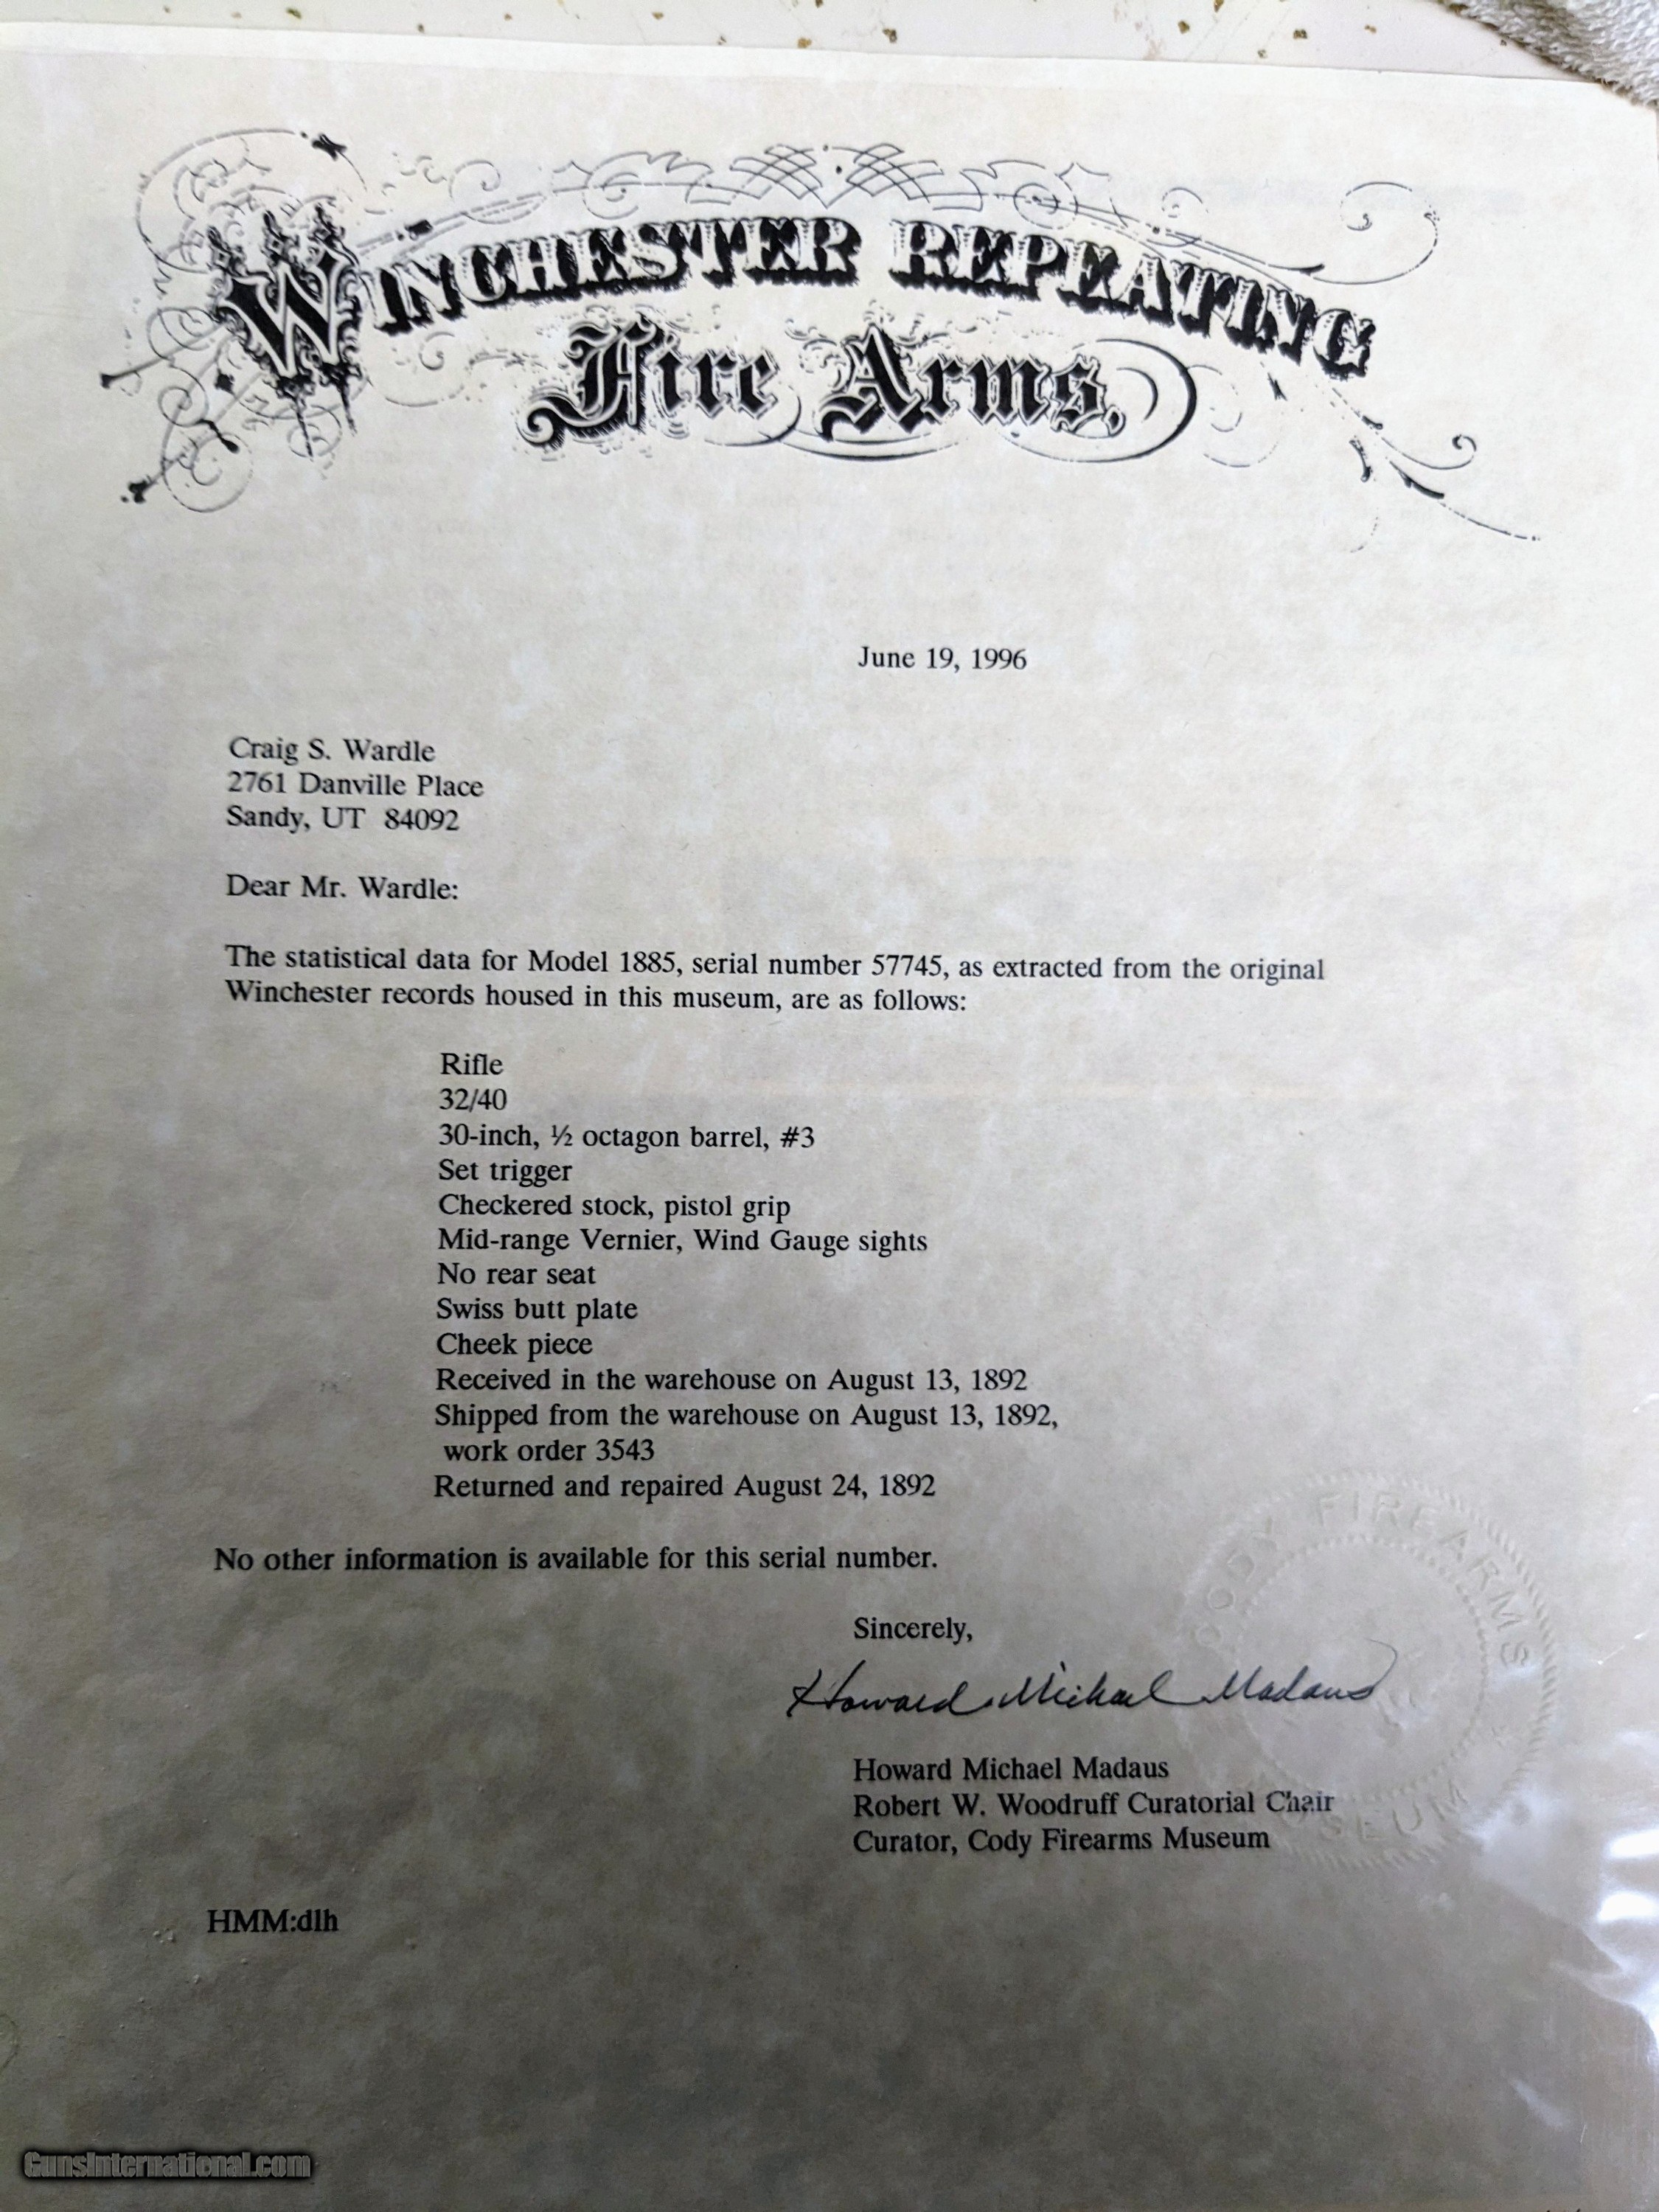 WINCHESTER REPEATING
Fire Arms,
June 19, 1996
Craig S. Wardle
2761 Danville Place
Sandy, UT 84092
Dear Mr. Wardle:
The statistical data for Model 1885, serial number 57745, as extracted from the original
Winchester records housed in this museum, are as follows:
Rifle
32/40
30-inch, ½ octagon barrel, #3
Set trigger
Checkered stock, pistol grip
Mid-range Vernier, Wind Gauge sights
No rear seat
Swiss butt plate
Cheek piece
Received in the warehouse on August 13, 1892
Shipped from the warehouse on August 13, 1892,
work order 3543
Returned and repaired August 24, 1892
No other information is available for this serial number.
Sincerely,
Howard Michael Madaus
Howard Michael Madaus
Robert W. Woodruff Curatorial Chair
Curator, Cody Firearms Museum
CODY FIREARMS MUSEUM
HMM:dlh
GunsInternational.com